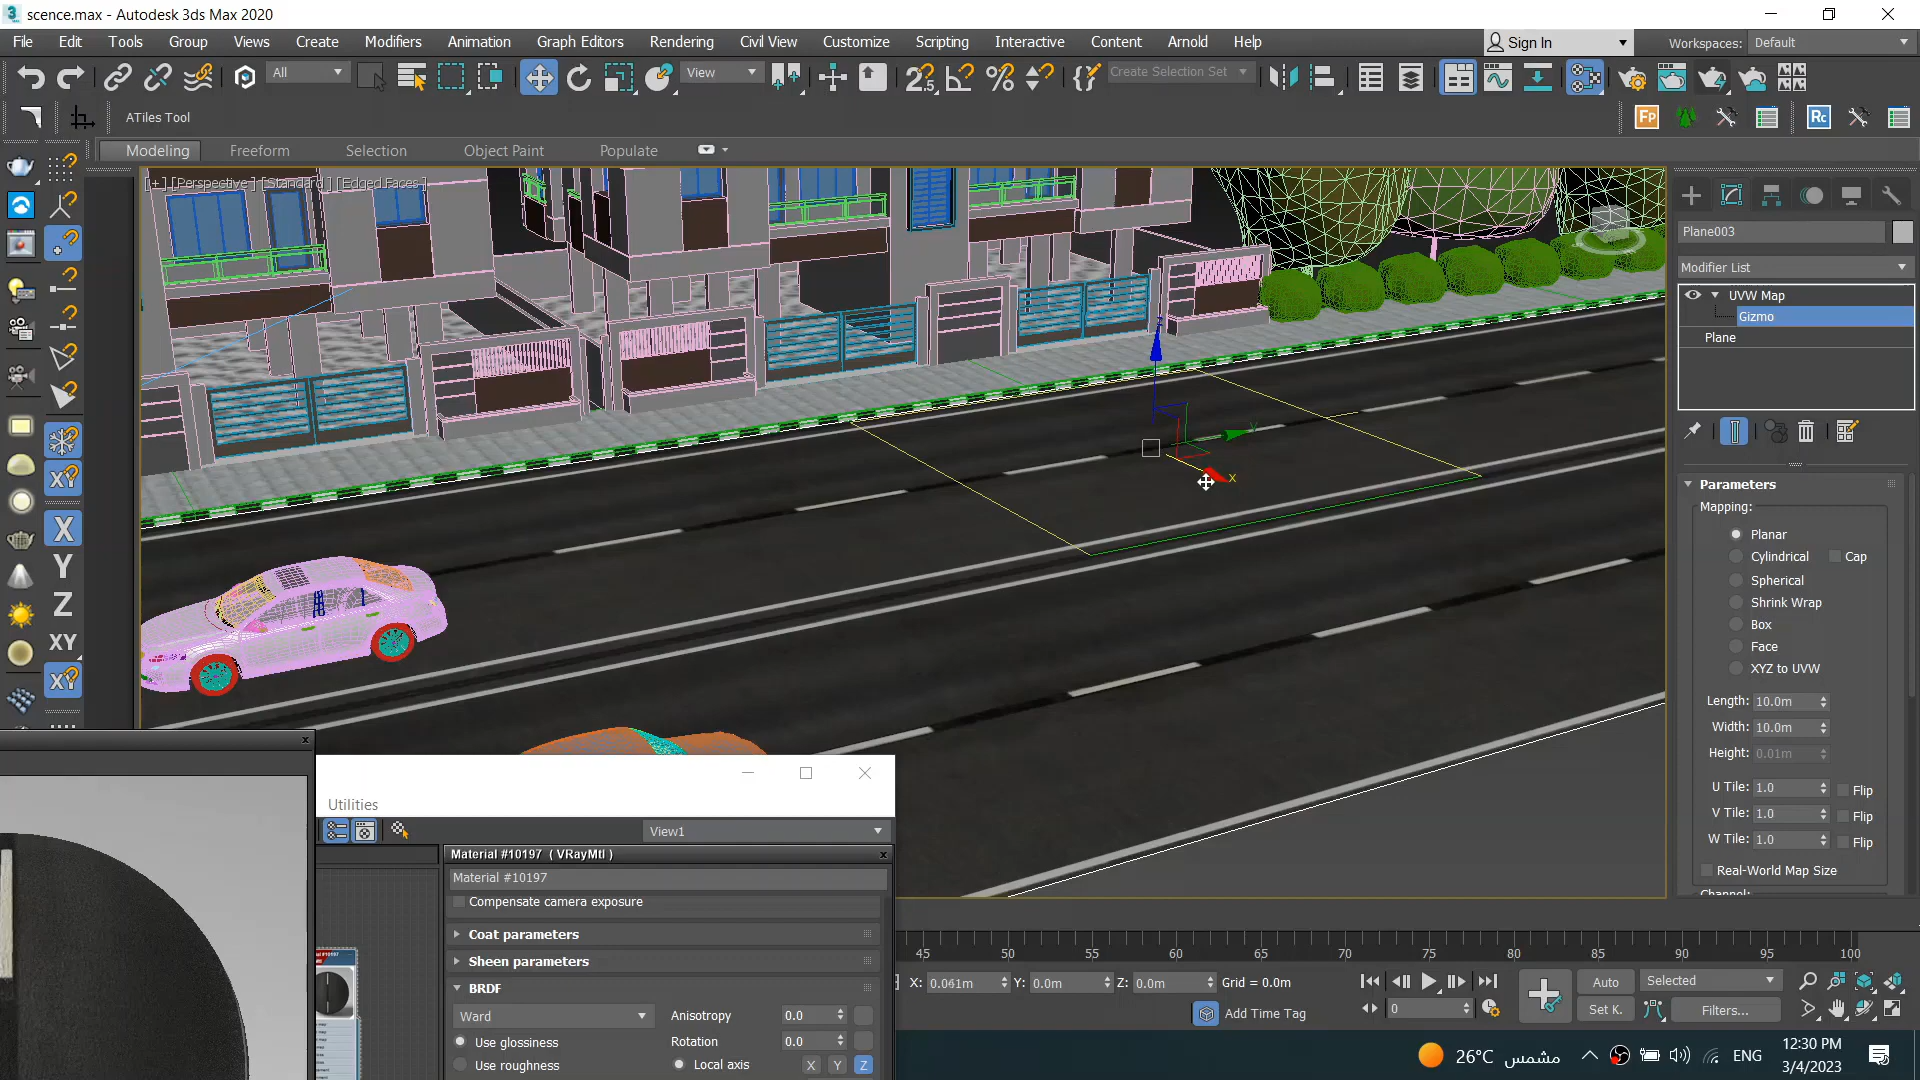 scence.max - Autodesk 3ds Max 2020
File Edit Tools Group Views Create Modifiers Animation Graph Editors Rendering Civil View Customize Scripting Interactive Content Arnold Help
Sign In
Workspaces: Default
All
View
Create Selection Set
ATiles Tool
Modeling Freeform Selection Object Paint Populate
[+] [Perspective] [Standard] [Edged Faces]
X
Y
Z
XY
Plane003
Modifier List
UVW Map
Gizmo
Plane
Parameters
Mapping:
Planar
Cylindrical Cap
Spherical
Shrink Wrap
Box
Face
XYZ to UVW
Length: 10.0m
Width: 10.0m
Height: 0.01m
U Tile: 1.0 Flip
V Tile: 1.0 Flip
W Tile: 1.0 Flip
Real-World Map Size
Channel:
Utilities
View1
Material #10197 ( VRayMtl )
Material #10197
Compensate camera exposure
Coat parameters
Sheen parameters
BRDF
Ward Anisotropy 0.0
Use glossiness Rotation 0.0
Use roughness Local axis X Y Z
45 50 55 60 65 70 75 80 85 90 95 100
X: 0.061m Y: 0.0m Z: 0.0m Grid = 0.0m
Add Time Tag
0
Auto Selected
Set K. Filters...
26°C مشمس ENG
12:30 PM
3/4/2023